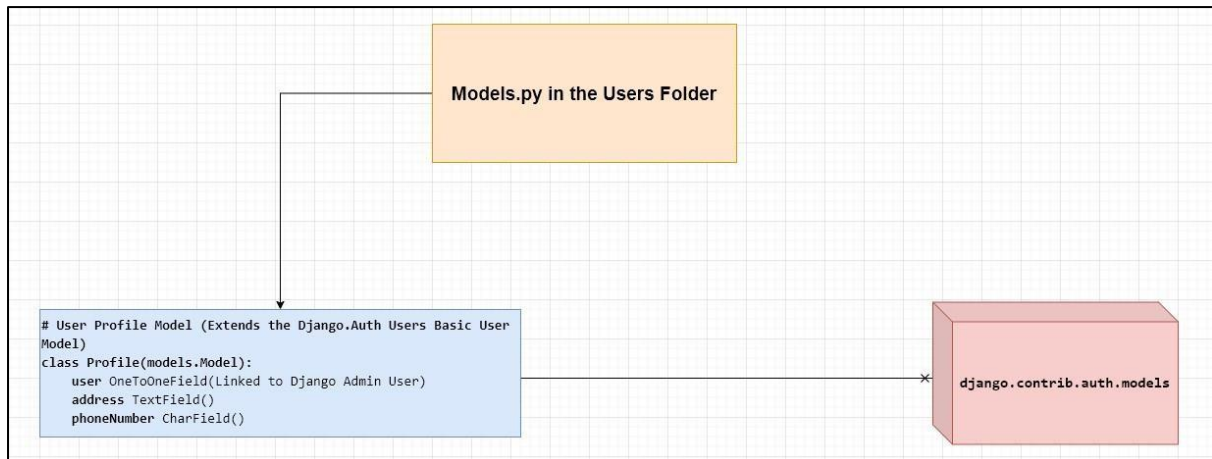 Models.py in the Users Folder
# User Profile Model (Extends the Django.Auth Users Basic User
Model)
class Profile(models.Model):
    user OneToOneField(Linked to Django Admin User)
    address TextField()
    phoneNumber CharField()
django.contrib.auth.models